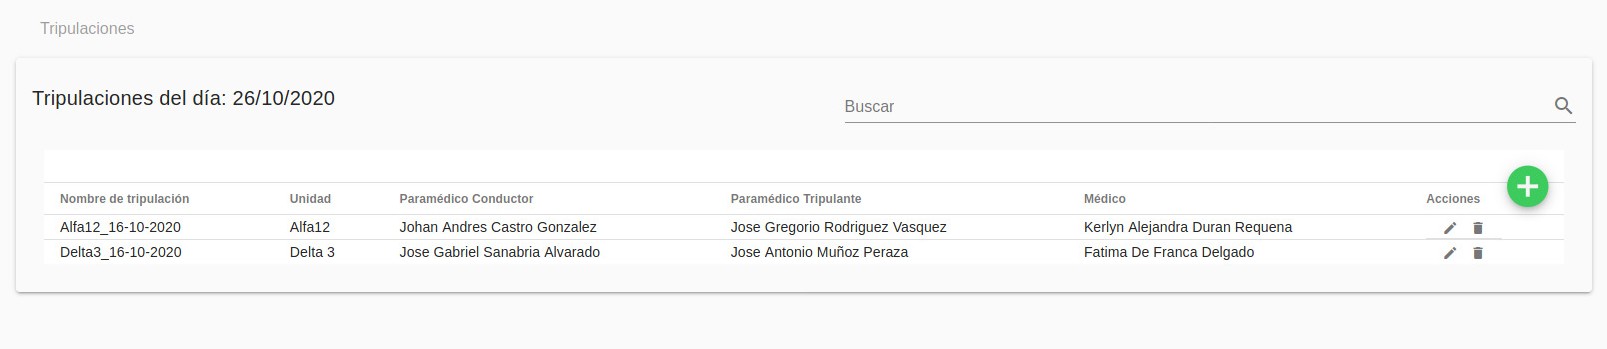 Tripulaciones
Tripulaciones del día: 26/10/2020
Buscar
Nombre de tripulación Unidad Paramédico Conductor Paramédico Tripulante Médico Acciones
Alfa12_16-10-2020 Alfa12 Johan Andres Castro Gonzalez Jose Gregorio Rodriguez Vasquez Kerlyn Alejandra Duran Requena
Delta3_16-10-2020 Delta 3 Jose Gabriel Sanabria Alvarado Jose Antonio Muñoz Peraza Fatima De Franca Delgado